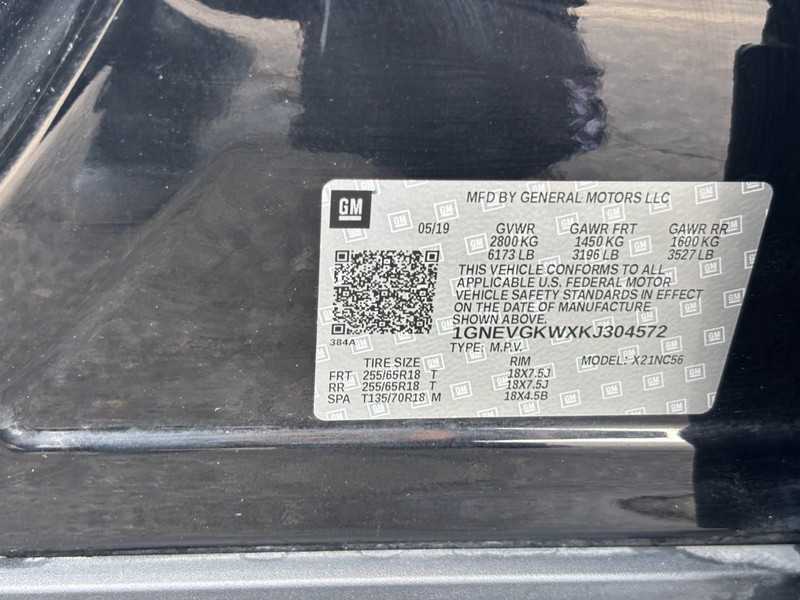 GM
MFD BY GENERAL MOTORS LLC
05/19 GVWR GAWR FRT GAWR RR
2800 KG 1450 KG 1600 KG
6173 LB 3196 LB 3527 LB
THIS VEHICLE CONFORMS TO ALL
APPLICABLE U.S. FEDERAL MOTOR
VEHICLE SAFETY STANDARDS IN EFFECT
ON THE DATE OF MANUFACTURE
SHOWN ABOVE.
1GNEVGKWXKJ304572
384A
TYPE: M.P.V.
TIRE SIZE RIM MODEL: X21NC56
FRT 255/65R18 T 18X7.5J
RR 255/65R18 T 18X7.5J
SPA T135/70R18 M 18X4.5B